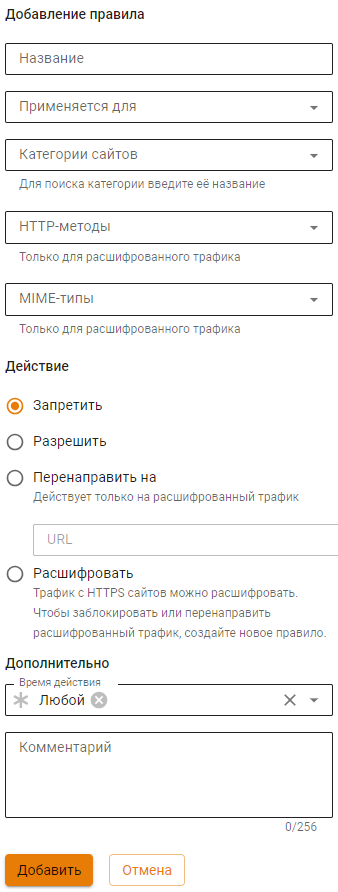 Добавление правила
Название
Применяется для
Категории сайтов
Для поиска категории введите её название
HTTP-методы
Только для расшифрованного трафика
MIME-типы
Только для расшифрованного трафика
Действие
Запретить
Разрешить
Перенаправить на
Действует только на расшифрованный трафик
URL
Расшифровать
Трафик с HTTPS сайтов можно расшифровать.
Чтобы заблокировать или перенаправить
расшифрованный трафик, создайте новое правило.
Дополнительно
Время действия
Любой
Комментарий
0/256
Добавить
Отмена